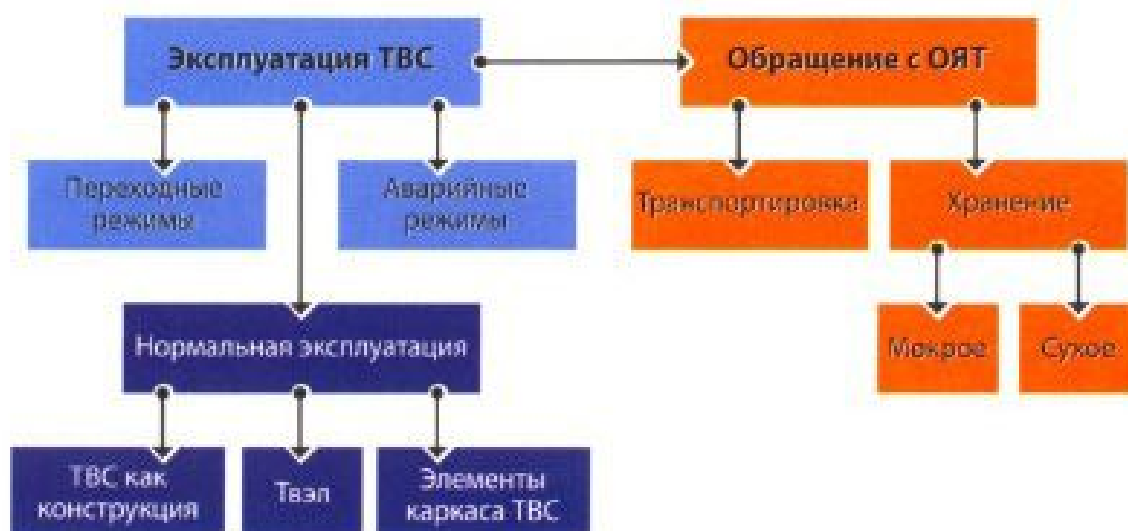 Эксплуатация ТВС
Обращение с ОЯТ
Переходные
режимы
Аварийные
режимы
Транспортировка
Хранение
Нормальная эксплуатация
Мокрое
Сухое
ТВС как
конструкция
Твэл
Элементы
каркаса ТВС